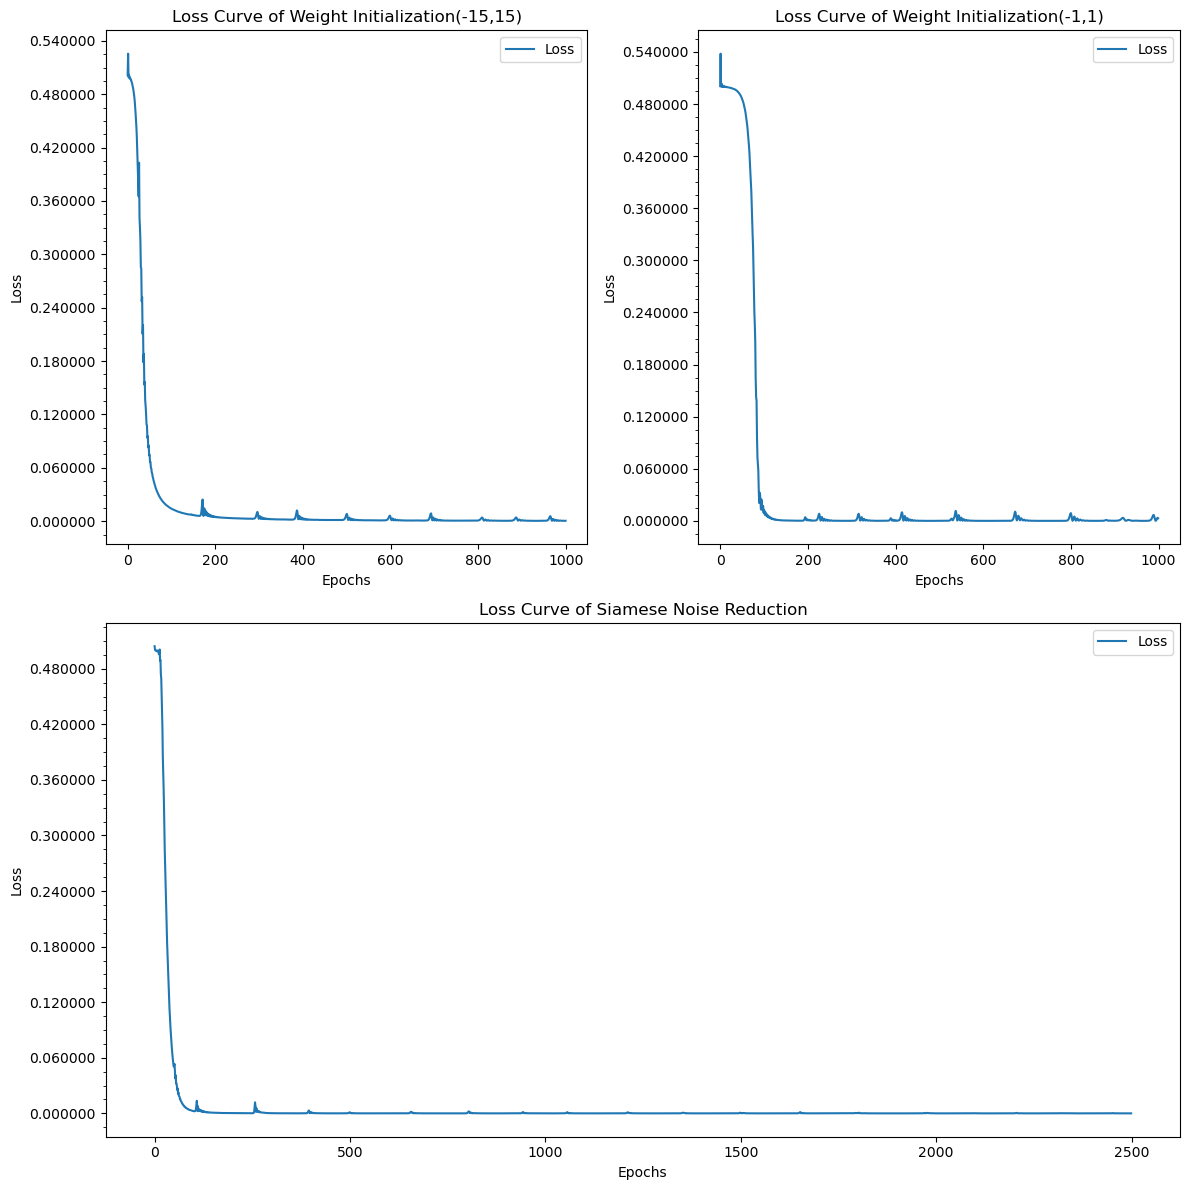 Loss Curve of Weight Initialization(-15,15)
Loss
0.540000
0.480000
0.420000
0.360000
0.300000
0.240000
0.180000
0.120000
0.060000
0.000000
Loss
0 200 400 600 800 1000
Epochs
Loss Curve of Weight Initialization(-1,1)
Loss
0.540000
0.480000
0.420000
0.360000
0.300000
0.240000
0.180000
0.120000
0.060000
0.000000
Loss
0 200 400 600 800 1000
Epochs
Loss Curve of Siamese Noise Reduction
Loss
0.480000
0.420000
0.360000
0.300000
0.240000
0.180000
0.120000
0.060000
0.000000
Loss
0 500 1000 1500 2000 2500
Epochs